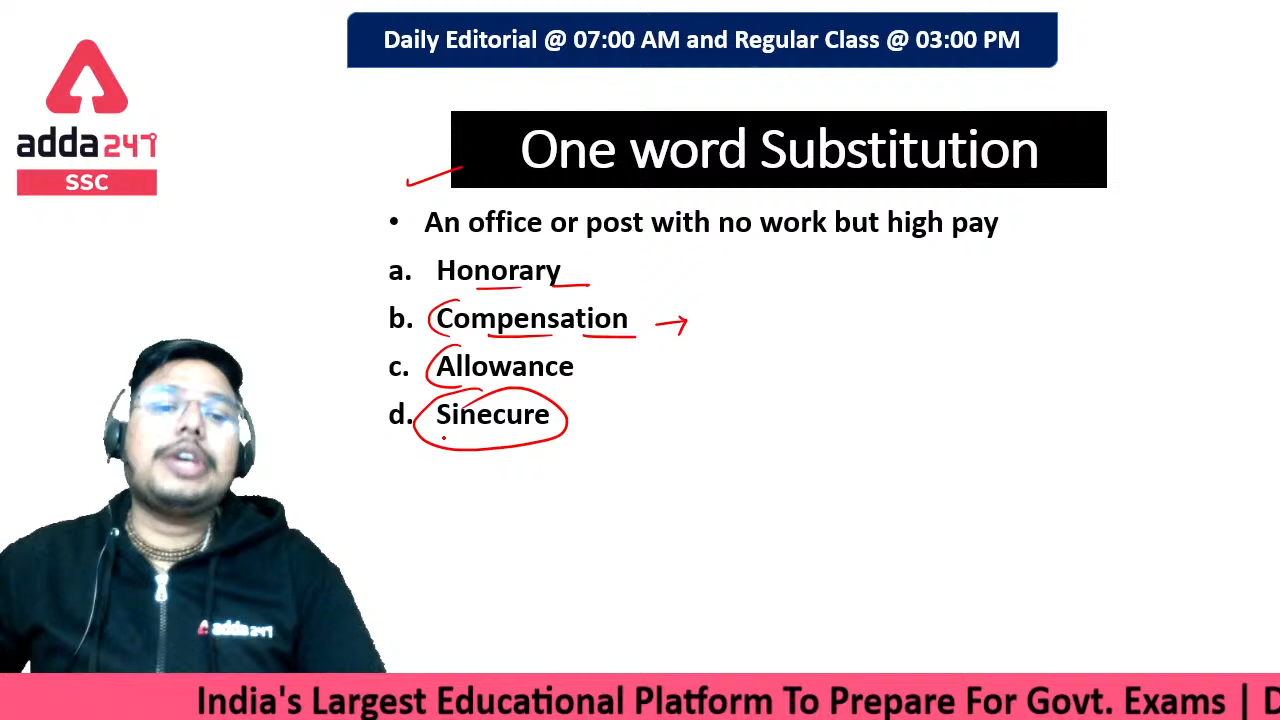 Daily Editorial @ 07:00 AM and Regular Class @ 03:00 PM
adda247
SSC
One word Substitution
• An office or post with no work but high pay
a. Honorary
b. Compensation
c. Allowance
d. Sinecure
adda247
India's Largest Educational Platform To Prepare For Govt. Exams | D